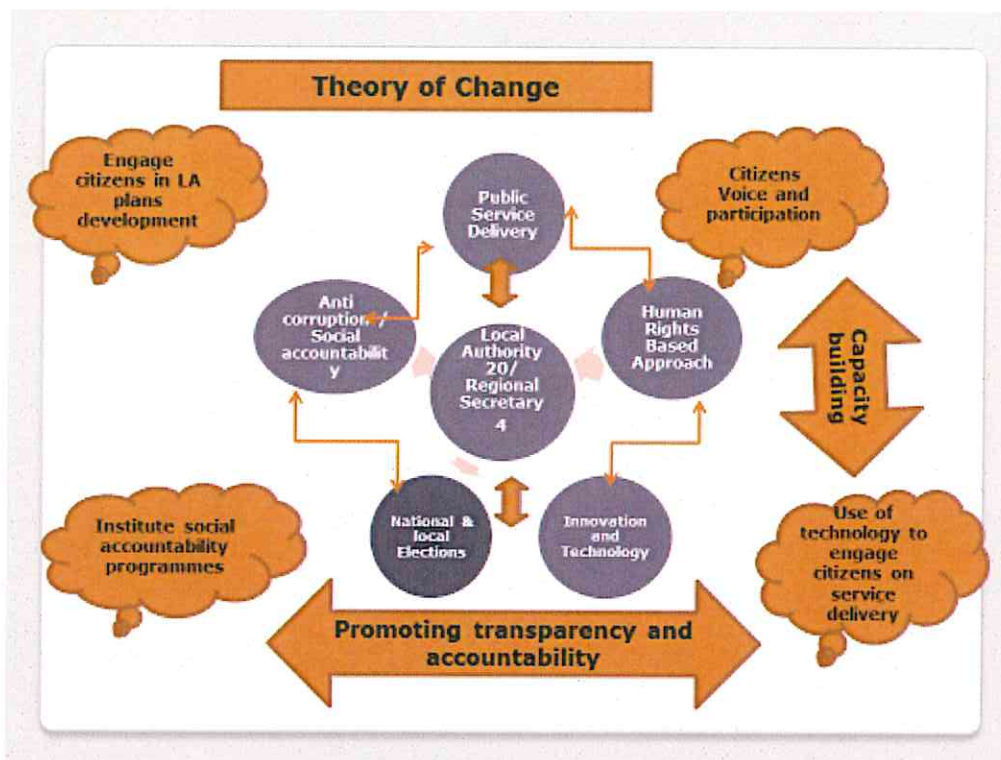 Theory of Change
Engage
citizens in LA
plans
development
Citizens
Voice and
participation
Public
Service
Delivery
Anti
corruption /
Social
accountabilit
y
Local
Authority
20/
Regional
Secretary
4
Human
Rights
Based
Approach
Capacity
building
National &
local
Elections
Innovation
and
Technology
Institute social
accountability
programmes
Use of
technology to
engage
citizens on
service
delivery
Promoting transparency and
accountability